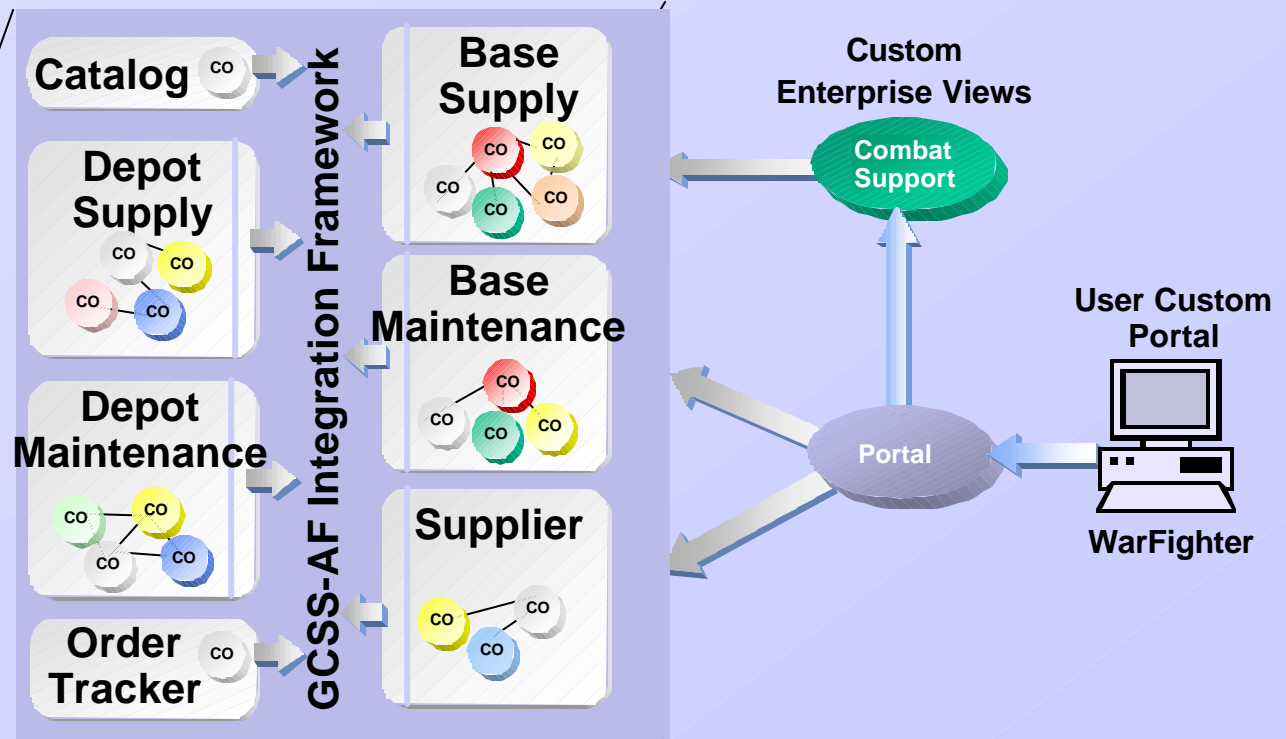 Catalog
CO
Depot
Supply
CO
CO
CO
CO
Depot
Maintenance
CO
CO
CO
CO
Order
Tracker
CO
GCSS-AF Integration Framework
Base
Supply
CO
CO
CO
CO
CO
Base
Maintenance
CO
CO
CO
CO
Supplier
CO
CO
CO
Custom
Enterprise Views
Combat
Support
Portal
User Custom
Portal
WarFighter